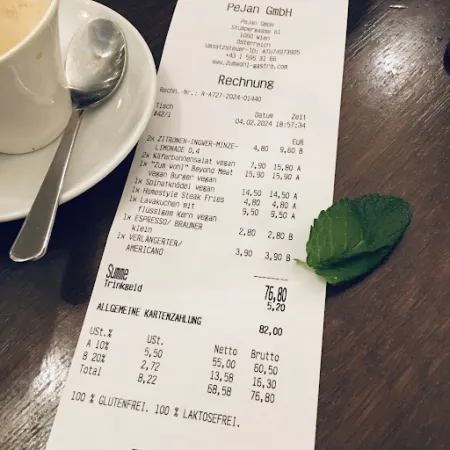 PeJan GmbH
PeJan GmbH
Stumpergasse 61
1060 Wien
Österreich
+43 1 595 31 86
www.zumwohl-gastro.com
Rechnung
Rechn.-Nr.: R-A727-2024-01440
Tisch Datum Zeit
#42/1 04.02.2024 18:57:34
EUR
2x ZITRONEN-INGWER-MINZE-
LIMONADE 0,4 4,80 9,60 B
2x Käferbohnensalat vegan 7,90 15,80 A
1x "Zum Wohl" Beyond Meat 15,90 15,90 A
Vegan Burger vegan
1x Spinatknödel vegan 14,50 14,50 A
1x Homestyle Steak Fries 4,80 4,80 A
1x Lavakuchen mit 9,50 9,50 A
flüssigem Kern vegan
1x ESPRESSO/ BRAUNER 2,80 2,80 B
klein
1x VERLÄNGERTER/ 3,90 3,90 B
AMERICANO
Summe 76,80
Trinkgeld 5,20
ALLGEMEINE KARTENZAHLUNG 82,00
USt.% USt. Netto Brutto
A 10% 5,50 55,00 60,50
B 20% 2,72 13,58 16,30
Total 8,22 68,58 76,80
100 % GLUTENFREI. 100 % LAKTOSEFREI.